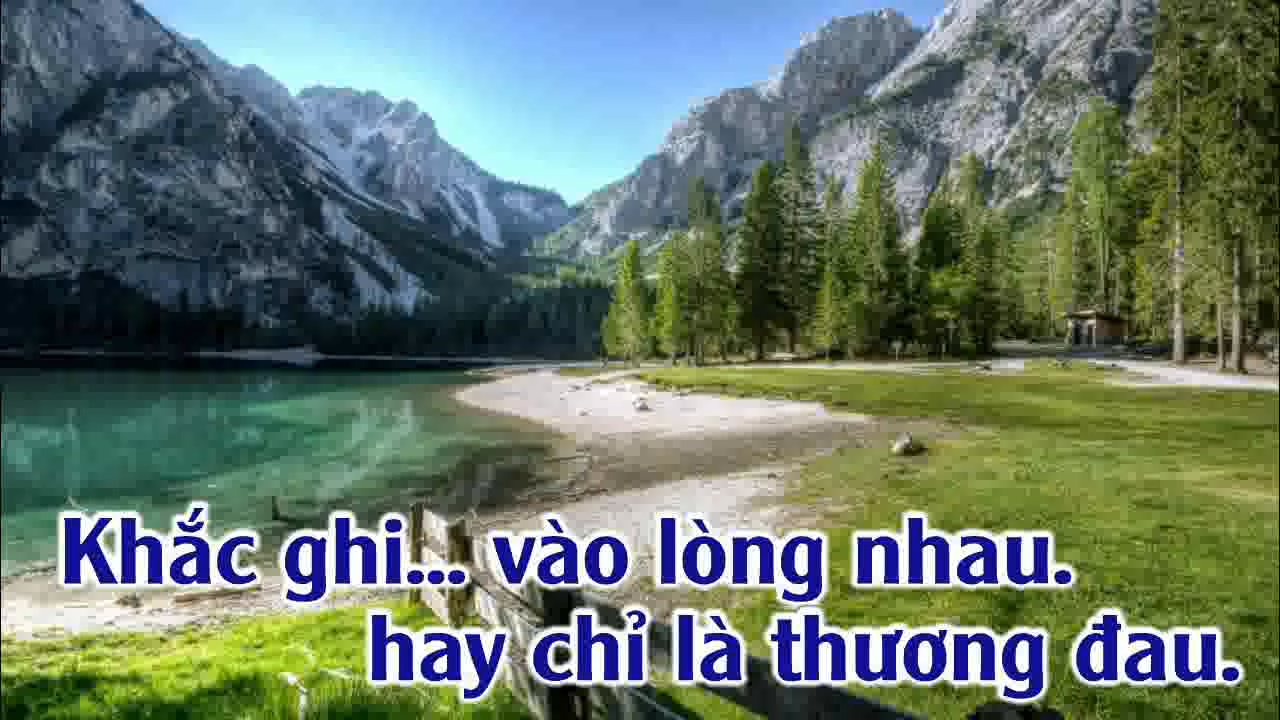 Khắc ghi... vào lòng nhau.
hay chỉ là thương đau.